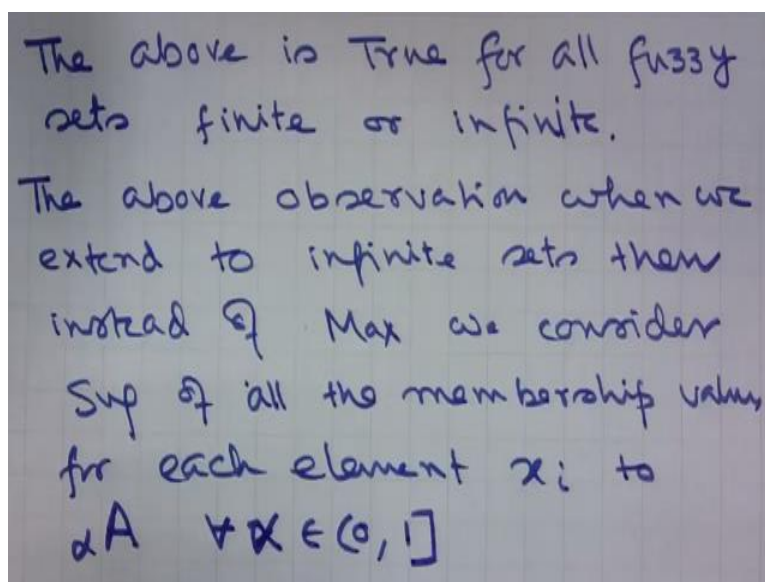 The above is True for all fuzzy
sets finite or infinite.
The above observation when we
extend to infinite sets then
instead of Max we consider
Sup of all the membership values
for each element xᵢ to
αA ∀ α ∈ (0, 1]